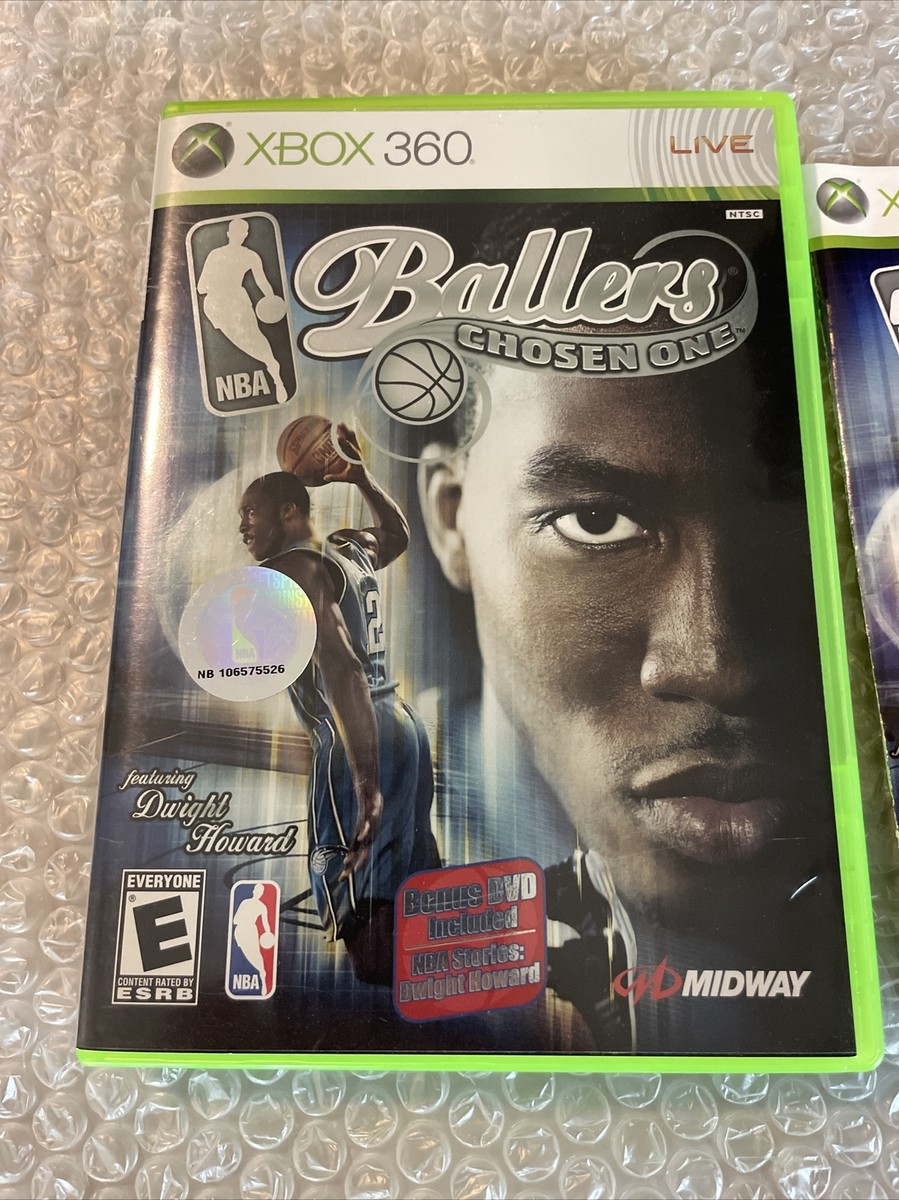 XBOX 360
LIVE
NTSC
NBA
Ballers
CHOSEN ONE™
NB 106575526
featuring
Dwight
Howard
EVERYONE
E
CONTENT RATED BY
ESRB
NBA
Bonus DVD
Included
NBA Stories:
Dwight Howard
MIDWAY
X